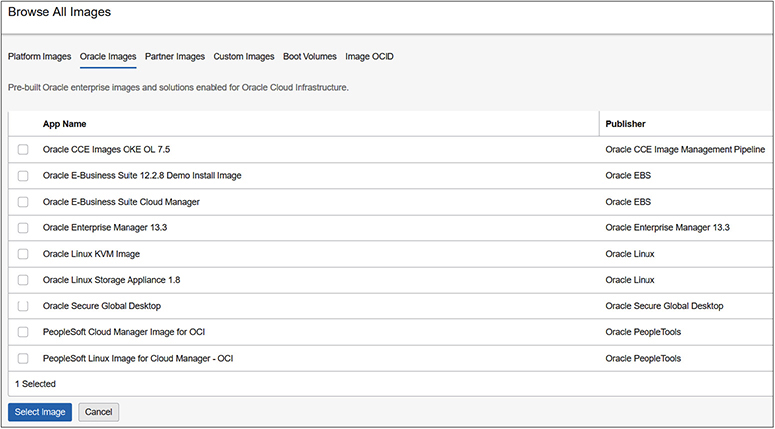 Browse All Images
Platform Images Oracle Images Partner Images Custom Images Boot Volumes Image OCID
Pre-built Oracle enterprise images and solutions enabled for Oracle Cloud Infrastructure.
App Name Publisher
Oracle CCE Images OKE OL 7.5 Oracle CCE Image Management Pipeline
Oracle E-Business Suite 12.2.8 Demo Install Image Oracle EBS
Oracle E-Business Suite Cloud Manager Oracle EBS
Oracle Enterprise Manager 13.3 Oracle Enterprise Manager 13.3
Oracle Linux KVM Image Oracle Linux
Oracle Linux Storage Appliance 1.8 Oracle Linux
Oracle Secure Global Desktop Oracle Secure Global Desktop
PeopleSoft Cloud Manager Image for OCI Oracle PeopleTools
PeopleSoft Linux Image for Cloud Manager - OCI Oracle PeopleTools
1 Selected
Select Image Cancel